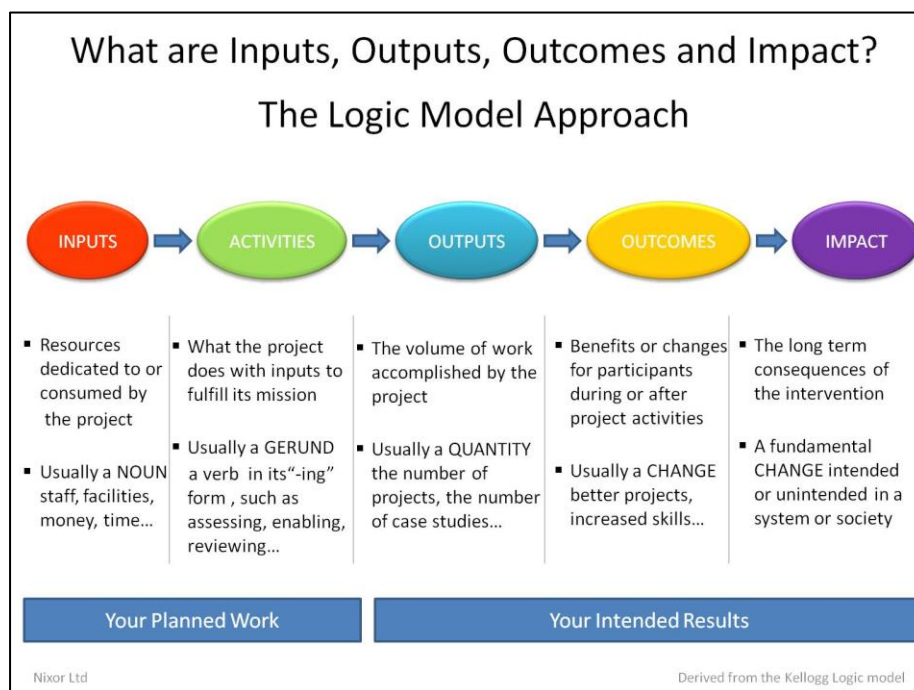 What are Inputs, Outputs, Outcomes and Impact?
The Logic Model Approach
INPUTS
ACTIVITIES
OUTPUTS
OUTCOMES
IMPACT
▪ Resources
dedicated to or
consumed by
the project
▪ Usually a NOUN
staff, facilities,
money, time…
▪ What the project
does with inputs to
fulfill its mission
▪ Usually a GERUND
a verb in its“-ing”
form , such as
assessing, enabling,
reviewing…
▪ The volume of work
accomplished by the
project
▪ Usually a QUANTITY
the number of
projects, the number
of case studies…
▪ Benefits or changes
for participants
during or after
project activities
▪ Usually a CHANGE
better projects,
increased skills…
▪ The long term
consequences of
the intervention
▪ A fundamental
CHANGE intended
or unintended in a
system or society
Your Planned Work
Your Intended Results
Nixor Ltd
Derived from the Kellogg Logic model